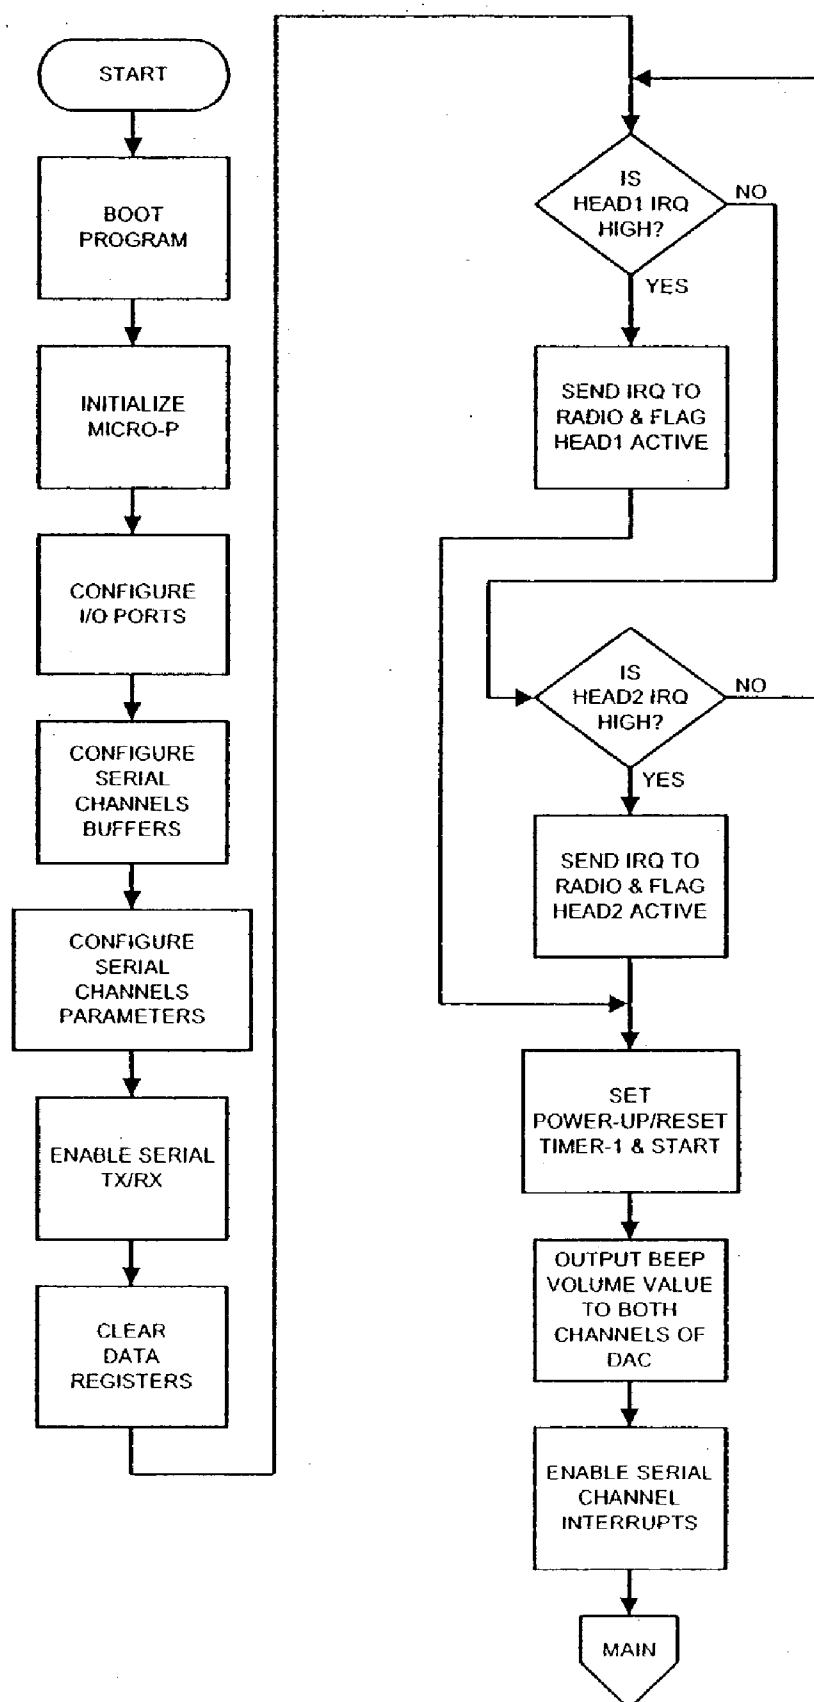 START
BOOT
PROGRAM
INITIALIZE
MICRO-P
CONFIGURE
I/O PORTS
CONFIGURE
SERIAL
CHANNELS
BUFFERS
CONFIGURE
SERIAL
CHANNELS
PARAMETERS
ENABLE SERIAL
TX/RX
CLEAR
DATA
REGISTERS
IS
HEAD1 IRQ
HIGH?
NO
YES
SEND IRQ TO
RADIO & FLAG
HEAD1 ACTIVE
IS
HEAD2 IRQ
HIGH?
NO
YES
SEND IRQ TO
RADIO & FLAG
HEAD2 ACTIVE
SET
POWER-UP/RESET
TIMER-1 & START
OUTPUT BEEP
VOLUME VALUE
TO BOTH
CHANNELS OF
DAC
ENABLE SERIAL
CHANNEL
INTERRUPTS
MAIN